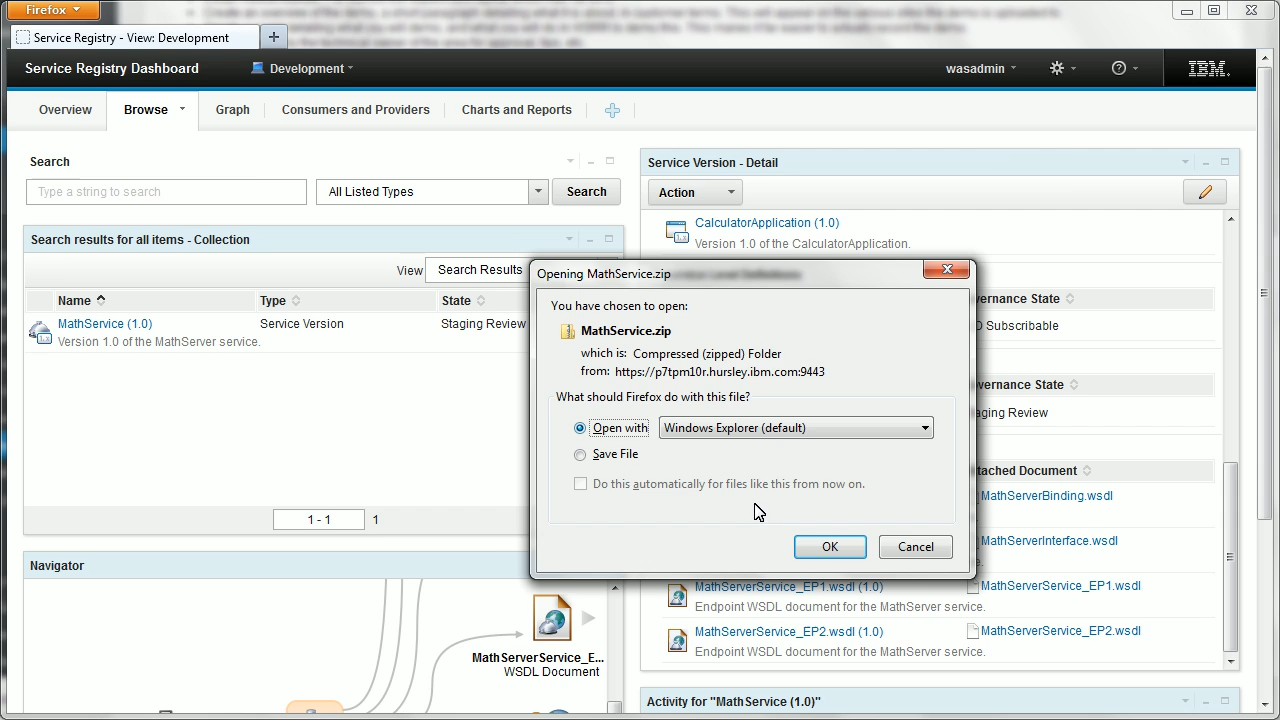 Firefox
Service Registry - View: Development
Service Registry Dashboard
Development
wasadmin
IBM.
Overview
Browse
Graph
Consumers and Providers
Charts and Reports
Search
Type a string to search
All Listed Types
Search
Search results for all items - Collection
View
Search Results
Name
Type
State
MathService (1.0)
Service Version
Staging Review
Version 1.0 of the MathServer service.
1 - 1
1
Navigator
MathServerService_E...
WSDL Document
Service Version - Detail
Action
CalculatorApplication (1.0)
Version 1.0 of the CalculatorApplication.
vernance State
D Subscribable
vernance State
aging Review
tached Document
MathServerBinding.wsdl
MathServerInterface.wsdl
e.
MathServerService_EP1.wsdl (1.0)
MathServerService_EP1.wsdl
Endpoint WSDL document for the MathServer service.
MathServerService_EP2.wsdl (1.0)
MathServerService_EP2.wsdl
Endpoint WSDL document for the MathServer service.
Activity for "MathService (1.0)"
Opening MathService.zip
You have chosen to open:
MathService.zip
which is: Compressed (zipped) Folder
from: https://p7tpm10r.hursley.ibm.com:9443
What should Firefox do with this file?
Open with
Windows Explorer (default)
Save File
Do this automatically for files like this from now on.
OK
Cancel